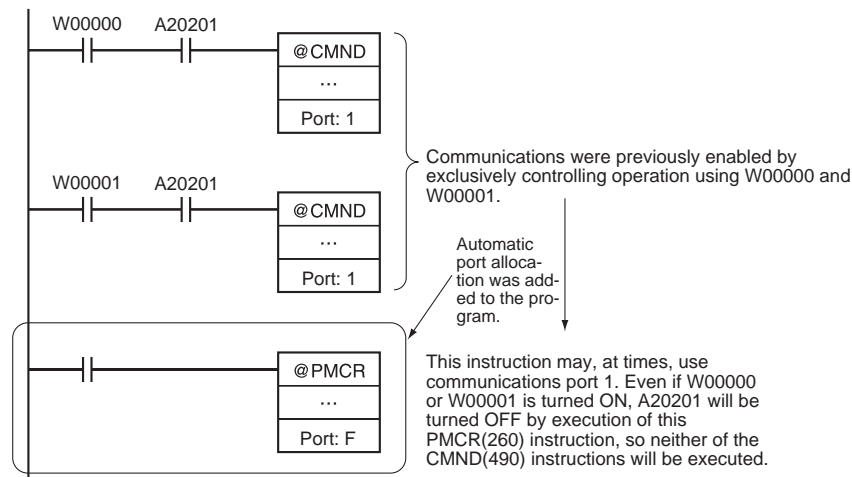 W00000 A20201
@CMND
...
Port: 1
Communications were previously enabled by
exclusively controlling operation using W00000 and
W00001.
W00001 A20201
@CMND
...
Port: 1
Automatic
port alloca-
tion was add-
ed to the pro-
gram.
@PMCR
...
Port: F
This instruction may, at times, use
communications port 1. Even if W00000
or W00001 is turned ON, A20201 will be
turned OFF by execution of this
PMCR(260) instruction, so neither of the
CMND(490) instructions will be executed.